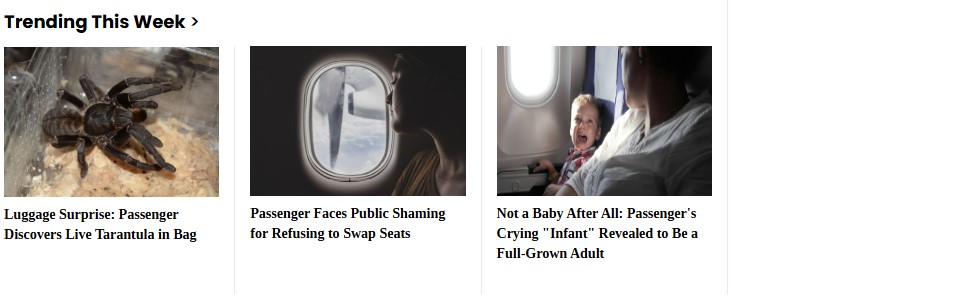 Trending This Week >
Luggage Surprise: Passenger
Discovers Live Tarantula in Bag
Passenger Faces Public Shaming
for Refusing to Swap Seats
Not a Baby After All: Passenger's
Crying "Infant" Revealed to Be a
Full-Grown Adult